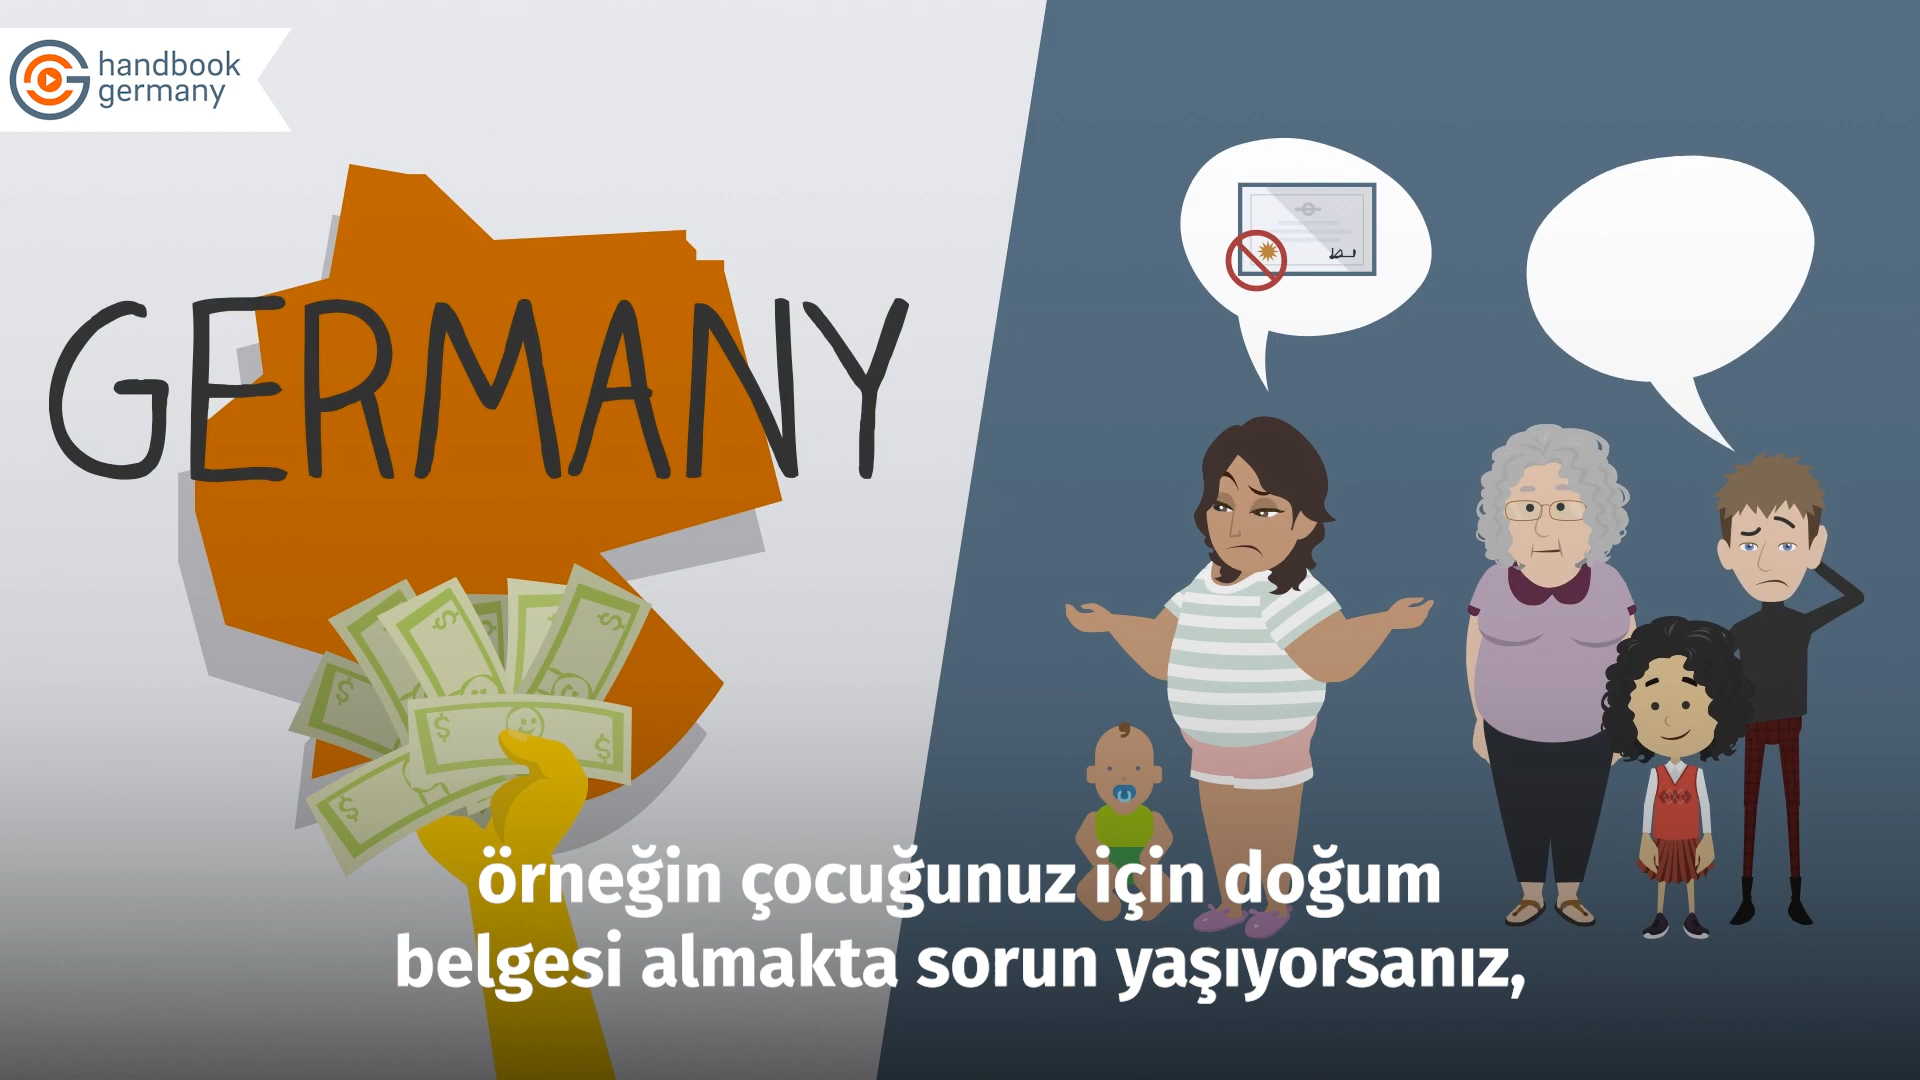 handbook
germany
GERMANY
örneğin çocuğunuz için doğum
belgesi almakta sorun yaşıyorsanız,